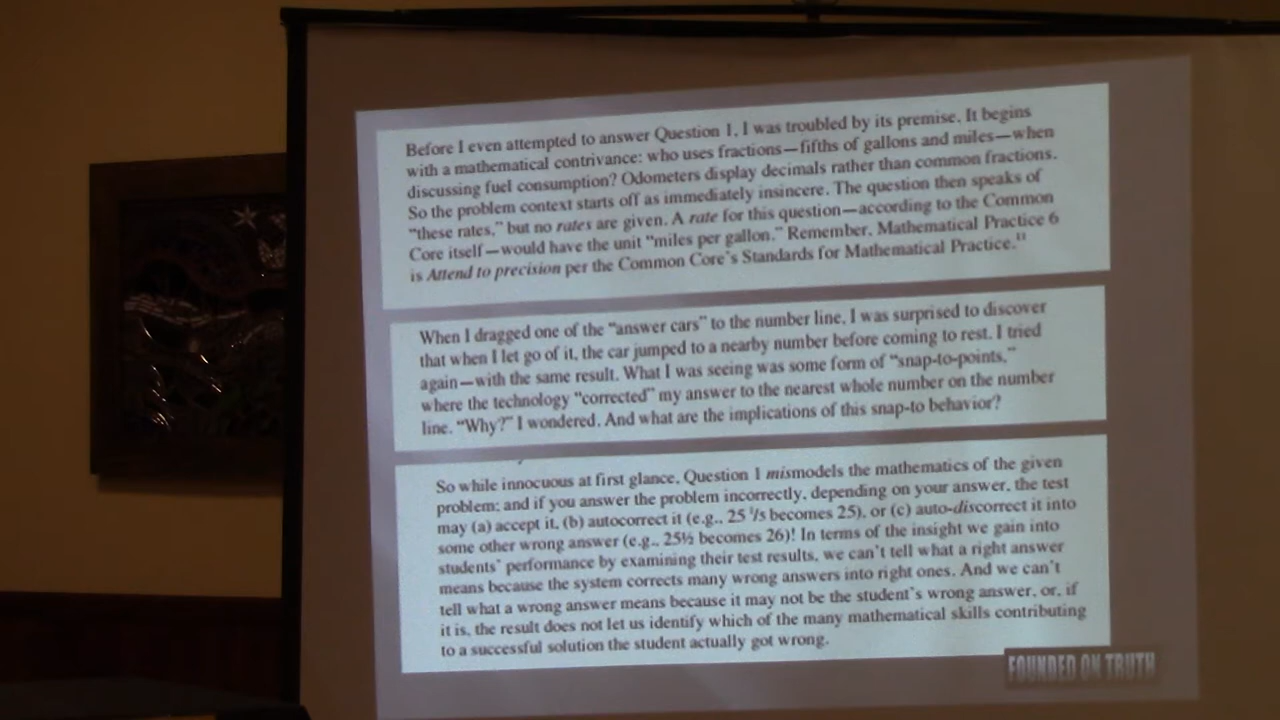 Before I even attempted to answer Question 1, I was troubled by its premise. It begins
with a mathematical contrivance: who uses fractions—fifths of gallons and miles—when
discussing fuel consumption? Odometers display decimals rather than common fractions.
So the problem context starts off as immediately insincere. The question then speaks of
“these rates,” but no rates are given. A rate for this question—according to the Common
Core itself—would have the unit “miles per gallon.” Remember, Mathematical Practice 6
is Attend to precision per the Common Core's Standards for Mathematical Practice.¹¹
When I dragged one of the “answer cars” to the number line, I was surprised to discover
that when I let go of it, the car jumped to a nearby number before coming to rest. I tried
again—with the same result. What I was seeing was some form of “snap-to-points,”
where the technology “corrected” my answer to the nearest whole number on the number
line. “Why?” I wondered. And what are the implications of this snap-to behavior?
So while innocuous at first glance, Question 1 mismodels the mathematics of the given
problem; and if you answer the problem incorrectly, depending on your answer, the test
may (a) accept it, (b) autocorrect it (e.g., 25 ¹/5 becomes 25), or (c) auto-discorrect it into
some other wrong answer (e.g., 25½ becomes 26)! In terms of the insight we gain into
students' performance by examining their test results, we can't tell what a right answer
means because the system corrects many wrong answers into right ones. And we can't
tell what a wrong answer means because it may not be the student's wrong answer, or, if
it is, the result does not let us identify which of the many mathematical skills contributing
to a successful solution the student actually got wrong.
FOUNDED ON TRUTH